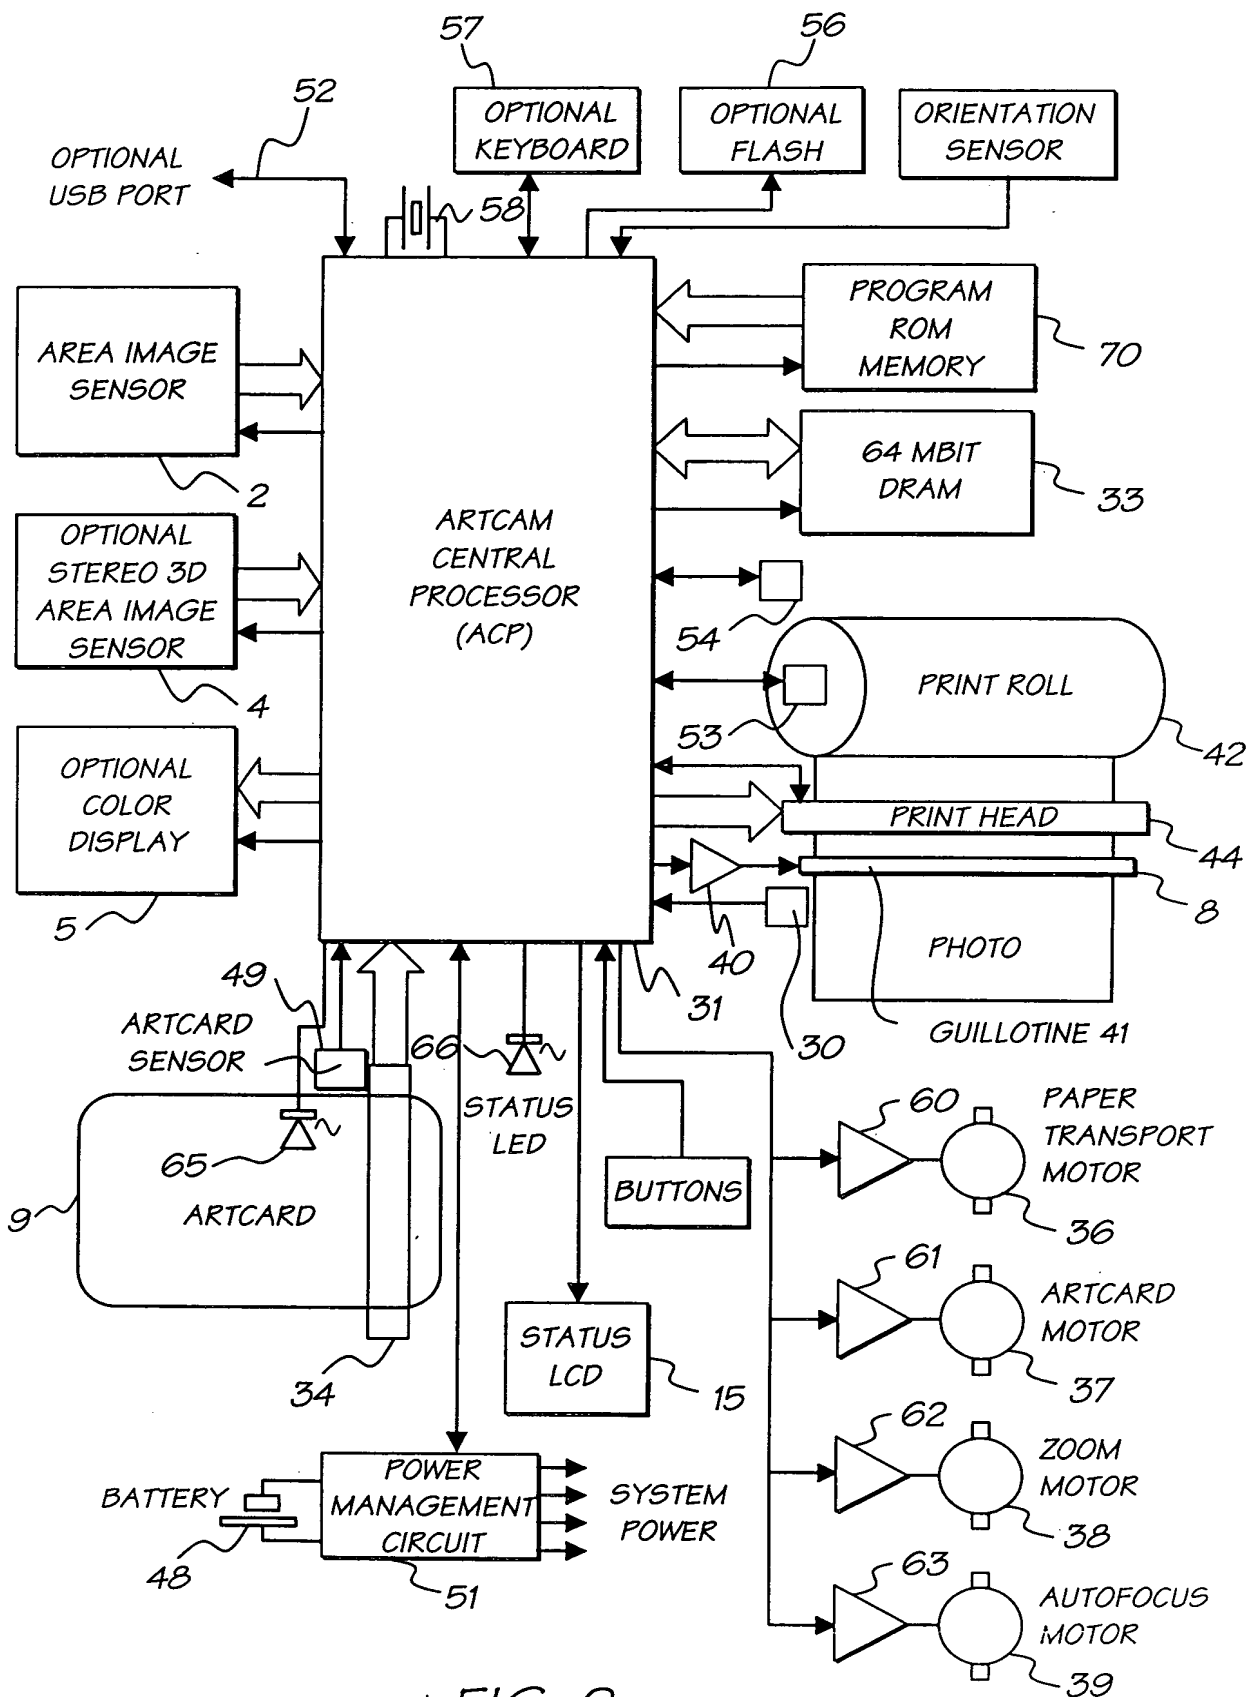 57
56
52
OPTIONAL
KEYBOARD
OPTIONAL
FLASH
ORIENTATION
SENSOR
OPTIONAL
USB PORT
58
AREA IMAGE
SENSOR
2
PROGRAM
ROM
MEMORY
70
64 MBIT
DRAM
33
OPTIONAL
STEREO 3D
AREA IMAGE
SENSOR
4
ARTCAM
CENTRAL
PROCESSOR
(ACP)
54
PRINT ROLL
53
42
OPTIONAL
COLOR
DISPLAY
5
PRINT HEAD
44
8
40
PHOTO
30
31
GUILLOTINE 41
49
ARTCARD
SENSOR
66
STATUS
LED
65
ARTCARD
9
34
BUTTONS
60
PAPER
TRANSPORT
MOTOR
36
61
ARTCARD
MOTOR
37
STATUS
LCD
15
62
ZOOM
MOTOR
38
BATTERY
48
POWER
MANAGEMENT
CIRCUIT
51
SYSTEM
POWER
63
AUTOFOCUS
MOTOR
39